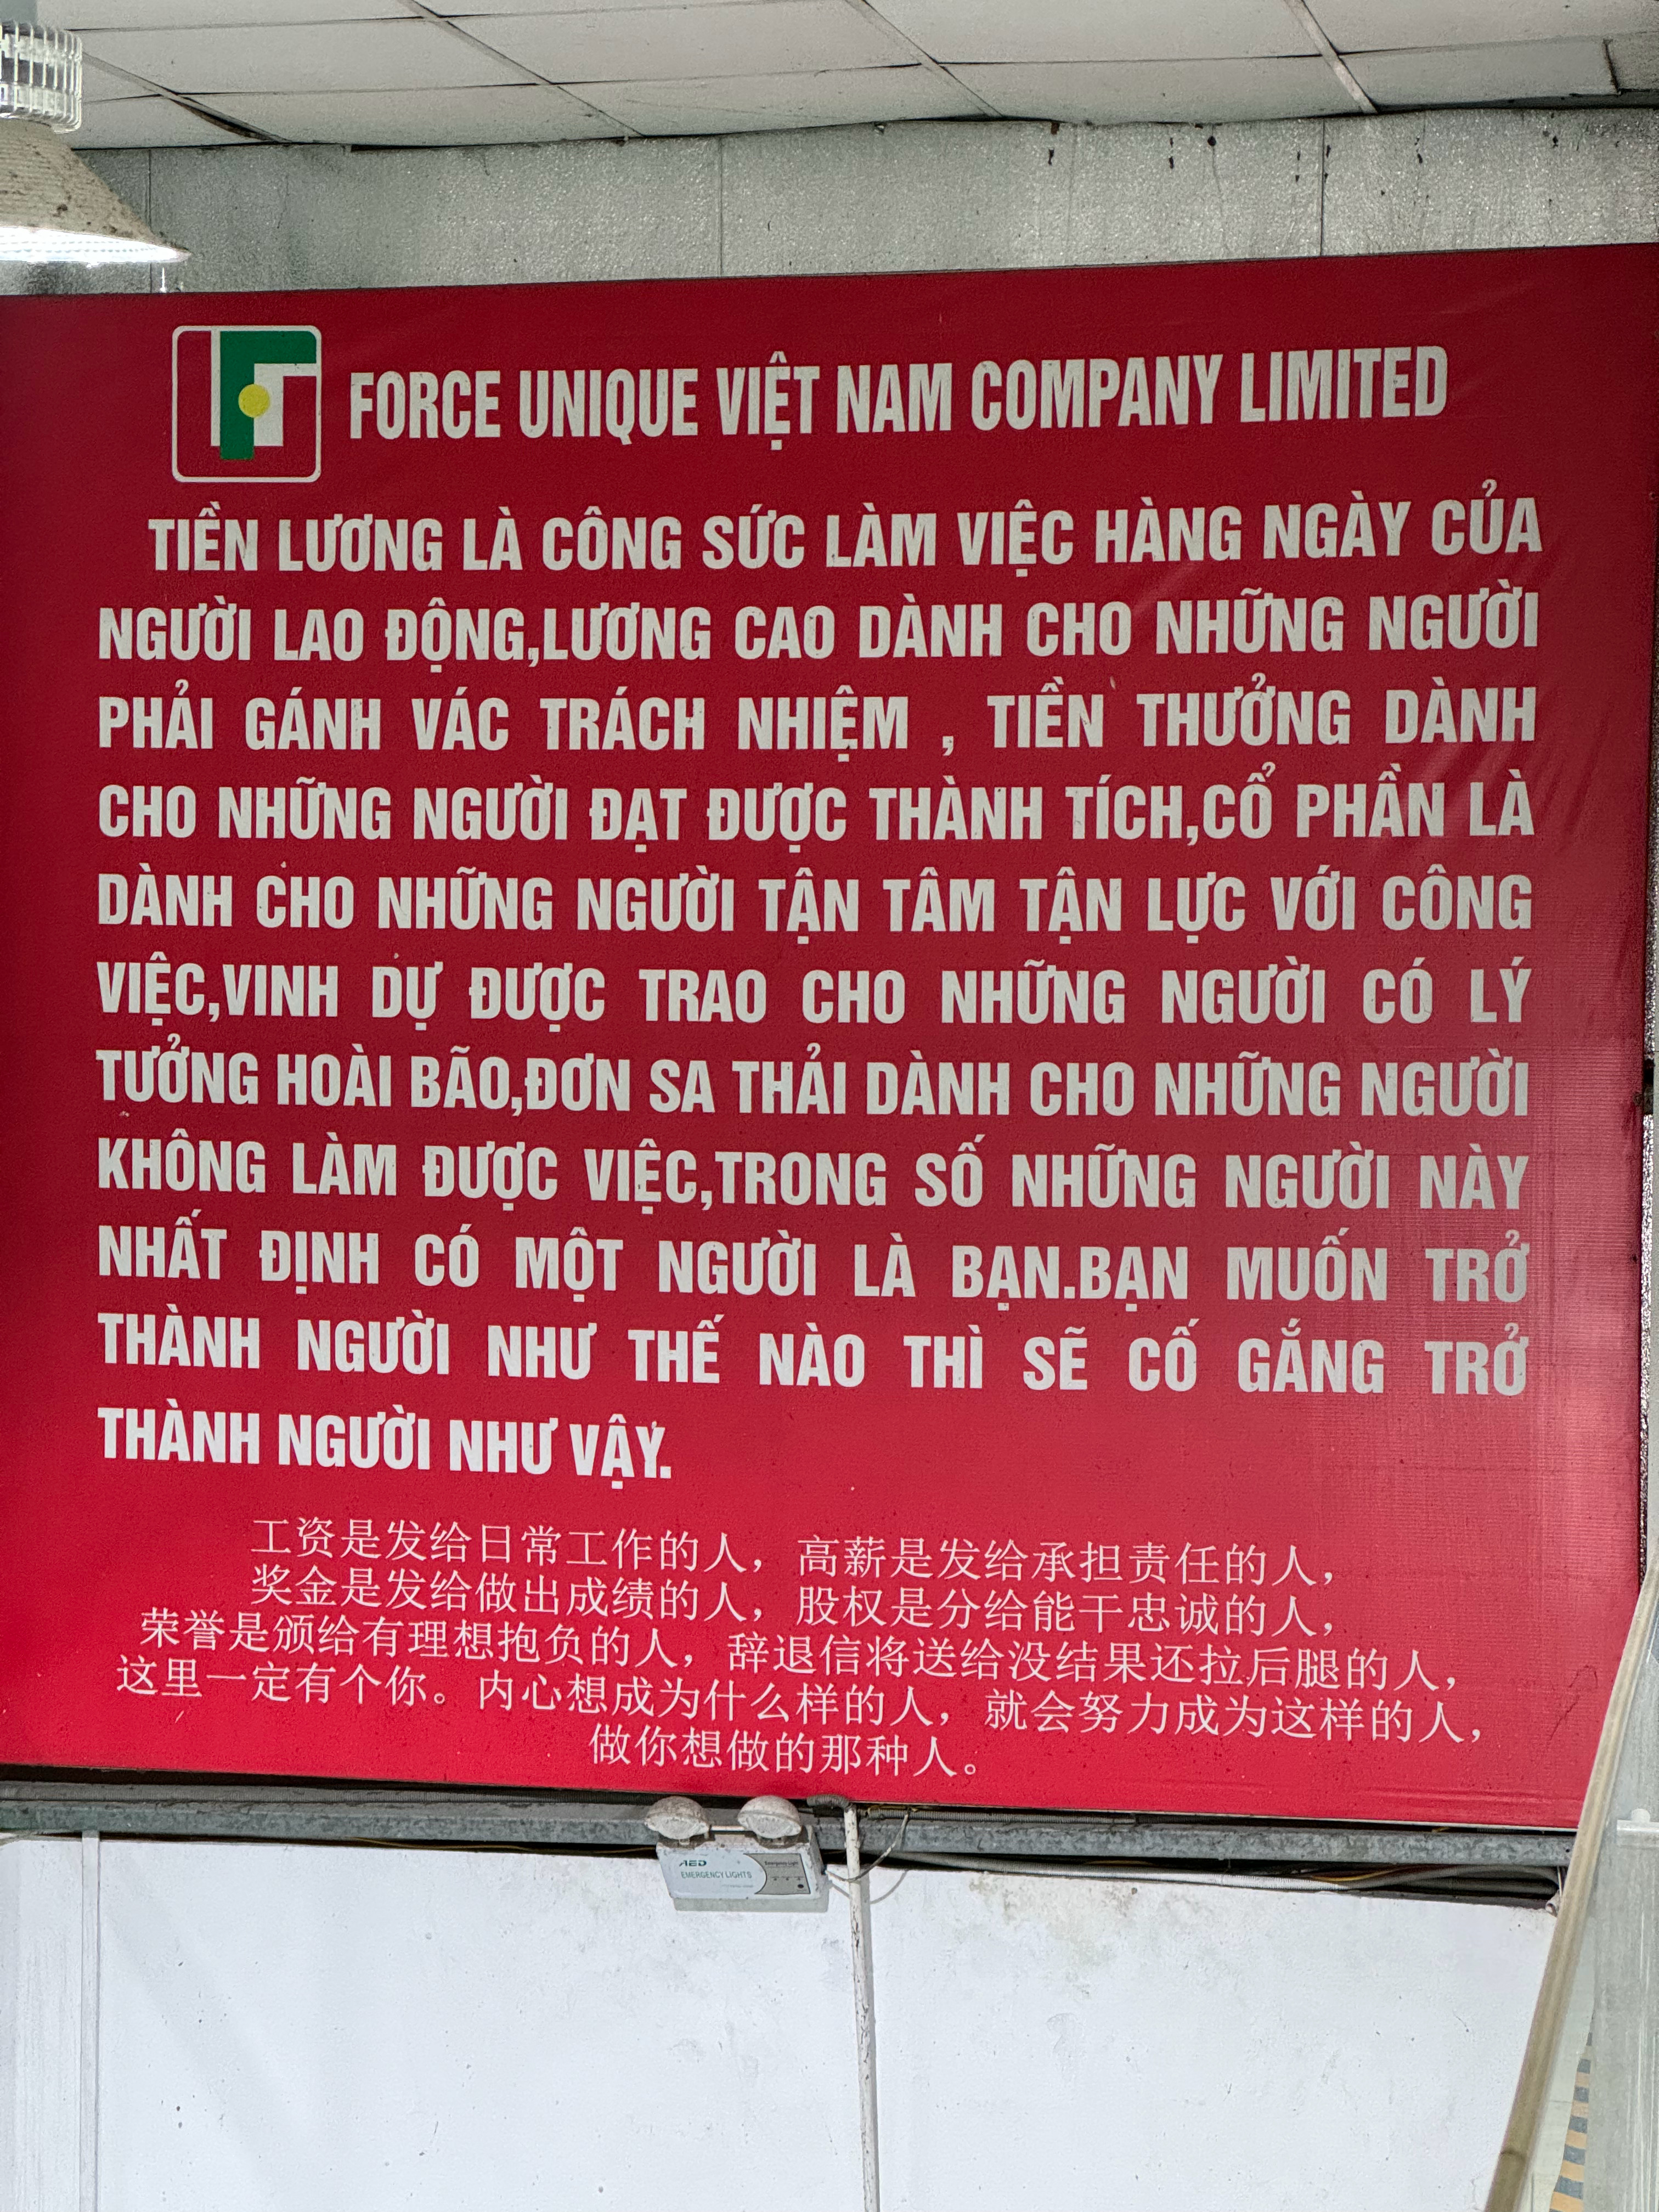 FORCE UNIQUE VIỆT NAM COMPANY LIMITED
TIỀN LƯƠNG LÀ CÔNG SỨC LÀM VIỆC HÀNG NGÀY CỦA
NGƯỜI LAO ĐỘNG,LƯƠNG CAO DÀNH CHO NHỮNG NGƯỜI
PHẢI GÁNH VÁC TRÁCH NHIỆM , TIỀN THƯỞNG DÀNH
CHO NHỮNG NGƯỜI ĐẠT ĐƯỢC THÀNH TÍCH,CỔ PHẦN LÀ
DÀNH CHO NHỮNG NGƯỜI TẬN TÂM TẬN LỰC VỚI CÔNG
VIỆC,VINH DỰ ĐƯỢC TRAO CHO NHỮNG NGƯỜI CÓ LÝ
TƯỞNG HOÀI BÃO,ĐƠN SA THẢI DÀNH CHO NHỮNG NGƯỜI
KHÔNG LÀM ĐƯỢC VIỆC,TRONG SỐ NHỮNG NGƯỜI NÀY
NHẤT ĐỊNH CÓ MỘT NGƯỜI LÀ BẠN.BẠN MUỐN TRỞ
THÀNH NGƯỜI NHƯ THẾ NÀO THÌ SẼ CỐ GẮNG TRỞ
THÀNH NGƯỜI NHƯ VẬY.
工资是发给日常工作的人，高薪是发给承担责任的人，
奖金是发给做出成绩的人，股权是分给能干忠诚的人，
荣誉是颁给有理想抱负的人，辞退信将送给没结果还拉后腿的人，
这里一定有个你。内心想成为什么样的人，就会努力成为这样的人，
做你想做的那种人。
AED
EMERGENCY LIGHTS